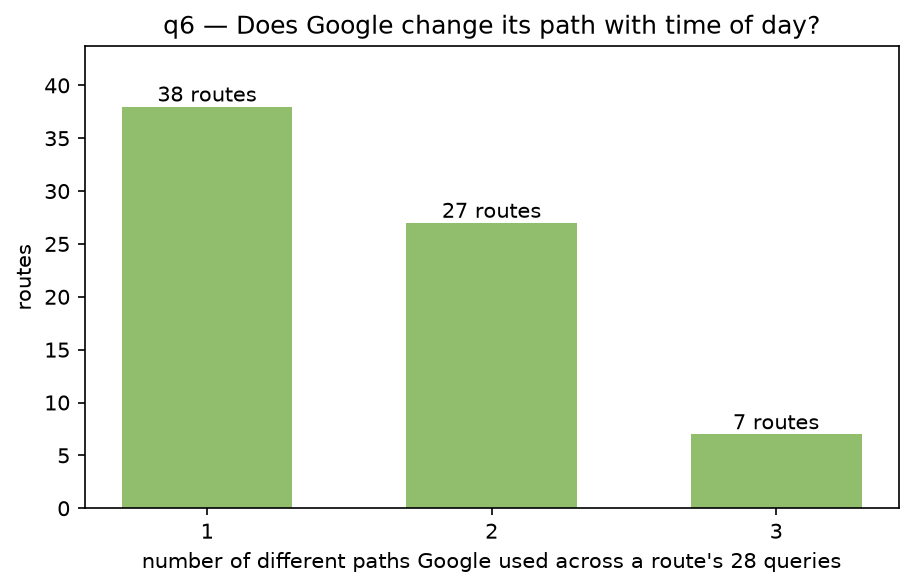 q6 — Does Google change its path with time of day?
38 routes
27 routes
7 routes
routes
40
35
30
25
20
15
10
5
0
1
2
3
number of different paths Google used across a route's 28 queries